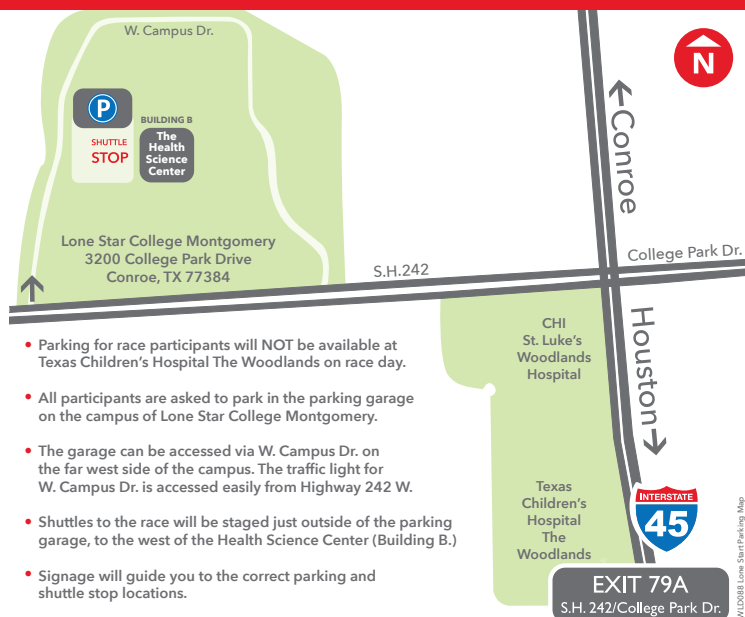 W. Campus Dr.
N
P
BUILDING B
SHUTTLE
STOP
The
Health
Science
Center
Conroe
Lone Star College Montgomery
3200 College Park Drive
Conroe, TX 77384
S.H.242
College Park Dr.
Houston
CHI
St. Luke's
Woodlands
Hospital
• Parking for race participants will NOT be available at
Texas Children's Hospital The Woodlands on race day.
• All participants are asked to park in the parking garage
on the campus of Lone Star College Montgomery.
• The garage can be accessed via W. Campus Dr. on
the far west side of the campus. The traffic light for
W. Campus Dr. is accessed easily from Highway 242 W.
• Shuttles to the race will be staged just outside of the parking
garage, to the west of the Health Science Center (Building B.)
• Signage will guide you to the correct parking and
shuttle stop locations.
Texas
Children's
Hospital
The
Woodlands
INTERSTATE
45
EXIT 79A
S.H. 242/College Park Dr.
WLD088 Lone Start Parking Map